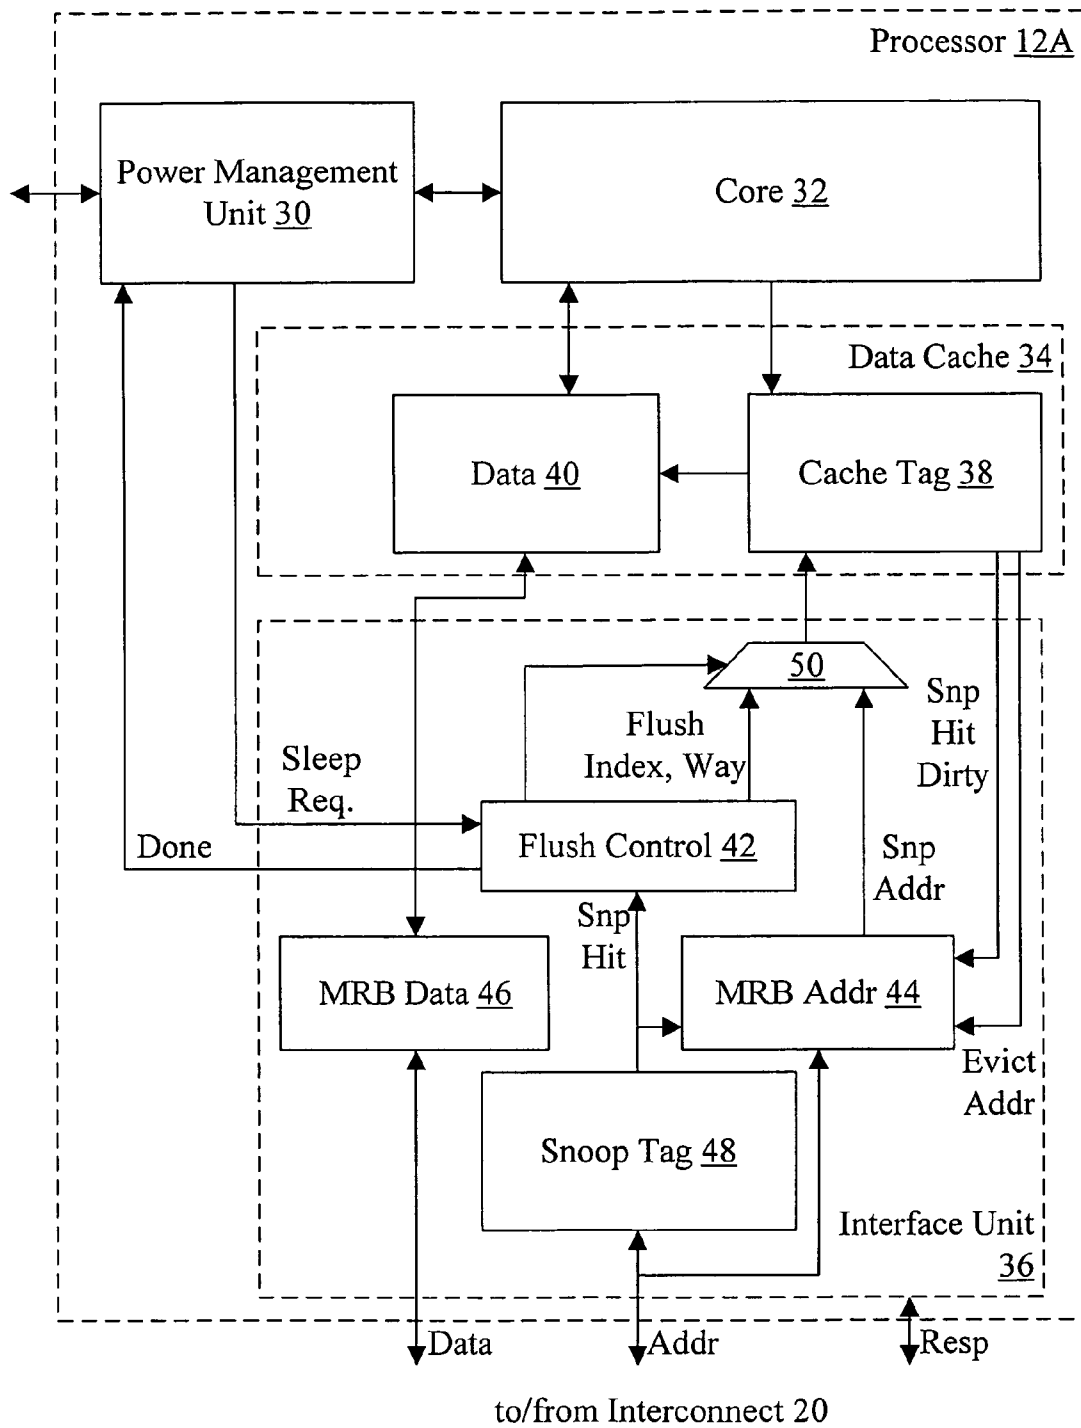 Processor 12A
Power Management
Unit 30
Core 32
Data Cache 34
Data 40
Cache Tag 38
50
Snp
Hit
Dirty
Flush
Index, Way
Sleep
Req.
Done
Flush Control 42
Snp
Addr
Snp
Hit
MRB Data 46
MRB Addr 44
Evict
Addr
Snoop Tag 48
Interface Unit
36
Data
Addr
Resp
to/from Interconnect 20